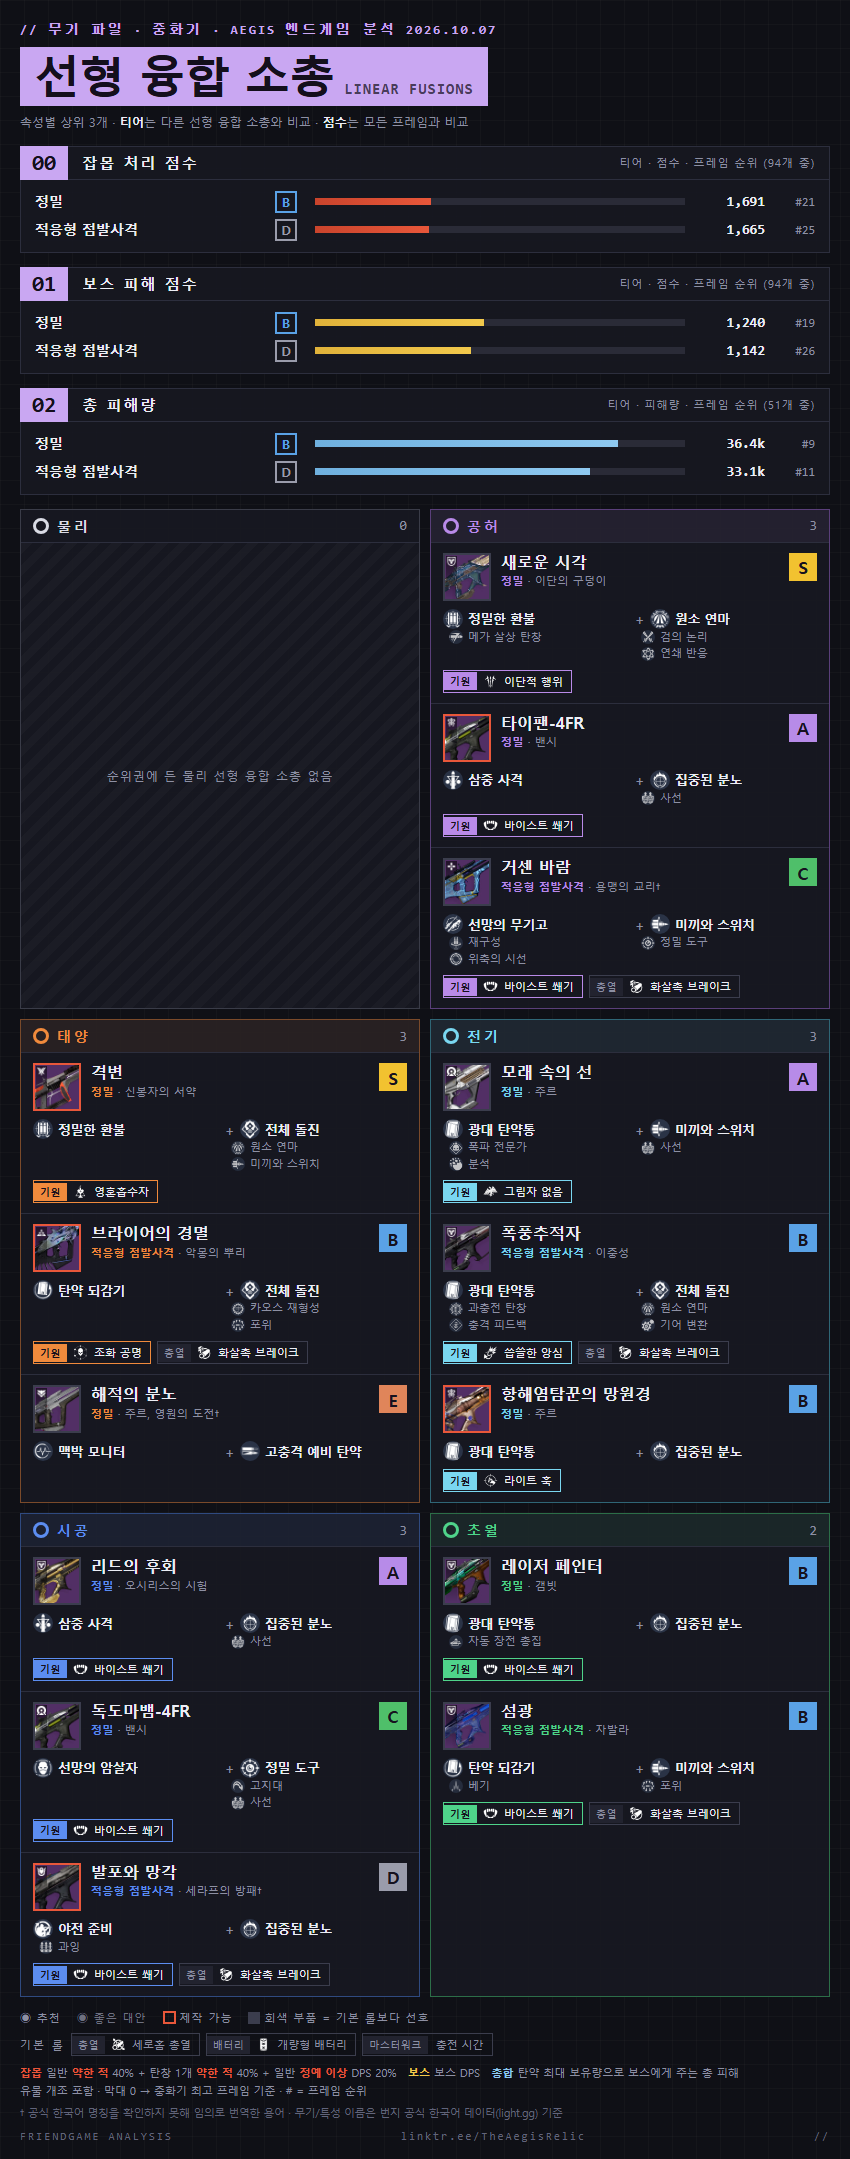 // 무기 파일 · 중화기 · AEGIS 엔드게임 분석 2026.10.07
선형 융합 소총 LINEAR FUSIONS
속성별 상위 3개 · 티어는 다른 선형 융합 소총와 비교 · 점수는 모든 프레임과 비교
00 잡몹 처리 점수 티어 · 점수 · 프레임 순위 (94개 중)
정밀 B 1,691 #21
적응형 점발사격 D 1,665 #25
01 보스 피해 점수 티어 · 점수 · 프레임 순위 (94개 중)
정밀 B 1,240 #19
적응형 점발사격 D 1,142 #26
02 총 피해량 티어 · 피해량 · 프레임 순위 (51개 중)
정밀 B 36.4k #9
적응형 점발사격 D 33.1k #11
물리 0
순위권에 든 물리 선형 융합 소총 없음
공허 3
새로운 시각 S
정밀 · 이단의 구덩이
정밀한 환불 + 원소 연마
메가 살상 탄창 검의 논리
연쇄 반응
기원 이단적 행위
타이팬-4FR A
정밀 · 밴시
삼중 사격 + 집중된 분노
사선
기원 바이스트 쐐기
거센 바람 C
적응형 점발사격 · 용맹의 교리†
선망의 무기고 + 미끼와 스위치
재구성 정밀 도구
위축의 시선
기원 바이스트 쐐기 총열 화살촉 브레이크
태양 3
격변 S
정밀 · 신봉자의 서약
정밀한 환불 + 전체 돌진
원소 연마
미끼와 스위치
기원 영혼흡수자
브라이어의 경멸 B
적응형 점발사격 · 악몽의 뿌리
탄약 되감기 + 전체 돌진
카오스 재형성
포위
기원 조화 공명 총열 화살촉 브레이크
해적의 분노 E
정밀 · 주르, 영원의 도전†
맥박 모니터 + 고충격 예비 탄약
전기 3
모래 속의 선 A
정밀 · 주르
광대 탄약통 + 미끼와 스위치
폭파 전문가 사선
분석
기원 그림자 없음
폭풍추적자 B
적응형 점발사격 · 이중성
광대 탄약통 + 전체 돌진
과충전 탄창 원소 연마
충격 피드백 기어 변환
기원 씁쓸한 앙심 총열 화살촉 브레이크
항해염탐꾼의 망원경 B
정밀 · 주르
광대 탄약통 + 집중된 분노
기원 라이트 훅
시공 3
리드의 후회 A
정밀 · 오시리스의 시험
삼중 사격 + 집중된 분노
사선
기원 바이스트 쐐기
독도마뱀-4FR C
정밀 · 밴시
선망의 암살자 + 정밀 도구
고지대
사선
기원 바이스트 쐐기
발포와 망각 D
적응형 점발사격 · 세라프의 방패†
야전 준비 + 집중된 분노
과잉
기원 바이스트 쐐기 총열 화살촉 브레이크
초월 2
레이저 페인터 B
정밀 · 갬빗
광대 탄약통 + 집중된 분노
자동 장전 총집
기원 바이스트 쐐기
섬광 B
적응형 점발사격 · 자발라
탄약 되감기 + 미끼와 스위치
베기 포위
기원 바이스트 쐐기 총열 화살촉 브레이크
추천 좋은 대안 제작 가능 회색 부품 = 기본 롤보다 선호
기본 롤 총열 세로홈 총열 배터리 개량형 배터리 마스터워크 충전 시간
잡몹 일반 약한 적 40% + 탄창 1개 약한 적 40% + 일반 정예 이상 DPS 20% 보스 보스 DPS 총합 탄약 최대 보유량으로 보스에게 주는 총 피해
유물 개조 포함 · 막대 0 → 중화기 최고 프레임 기준 · # = 프레임 순위
† 공식 한국어 명칭을 확인하지 못해 임의로 번역한 용어 · 무기/특성 이름은 번지 공식 한국어 데이터(light.gg) 기준
FRIENDGAME ANALYSIS linktr.ee/TheAegisRelic //